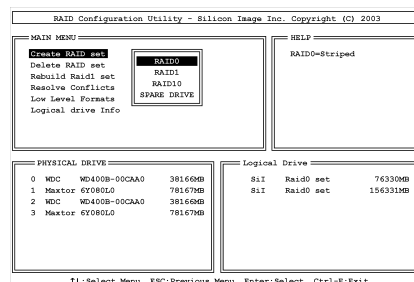 RAID Configuration Utility - Silicon Image Inc. Copyright (C) 2003
MAIN MENU
Create RAID set
Delete RAID set
Rebuild Raid1 set
Resolve Conflicts
Low Level Formats
Logical drive Info
RAID0
RAID1
RAID10
SPARE DRIVE
HELP
RAID0=Striped
PHYSICAL DRIVE
0 WDC WD400B-00CAA0 38166MB
1 Maxtor 6Y080L0 78167MB
2 WDC WD400B-00CAA0 38166MB
3 Maxtor 6Y080L0 78167MB
Logical Drive
SiI Raid0 set 76330MB
SiI Raid0 set 156331MB
:Select Menu ESC:Previous Menu Enter:Select Ctrl-E:Exit